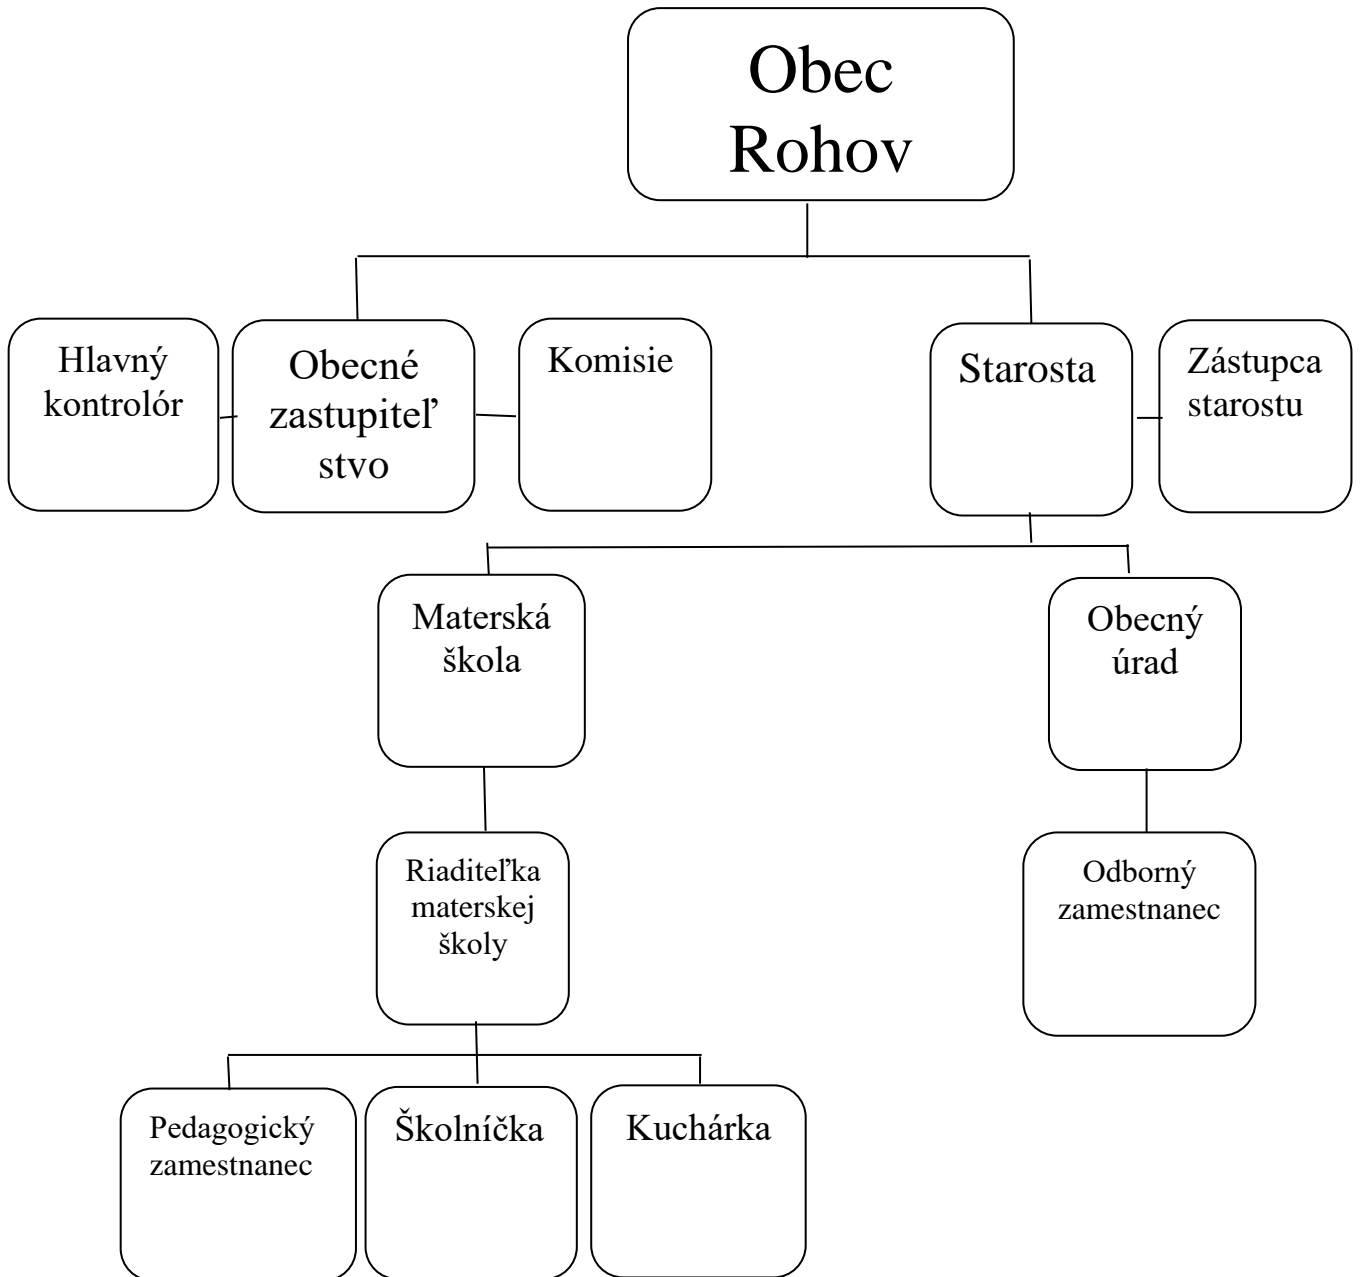 Obec
Rohov
Hlavný
kontrolór
Obecné
zastupiteľ
stvo
Komisie
Starosta
Zástupca
starostu
Materská
škola
Obecný
úrad
Riaditeľka
materskej
školy
Odborný
zamestnanec
Pedagogický
zamestnanec
Školníčka
Kuchárka